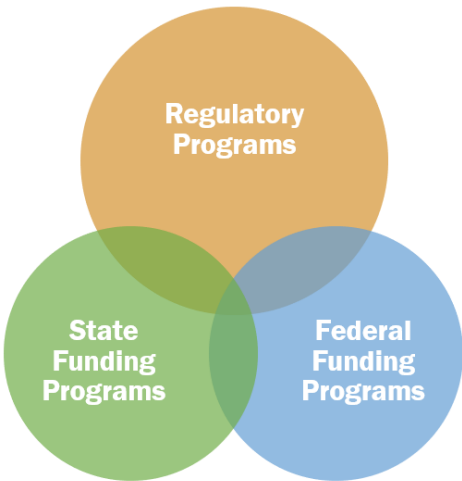 Regulatory
Programs
State
Funding
Programs
Federal
Funding
Programs